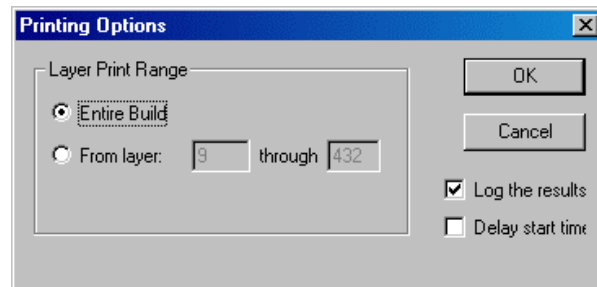 Printing Options
Layer Print Range
Entire Build
From layer: 9 through 432
OK
Cancel
Log the results
Delay start time